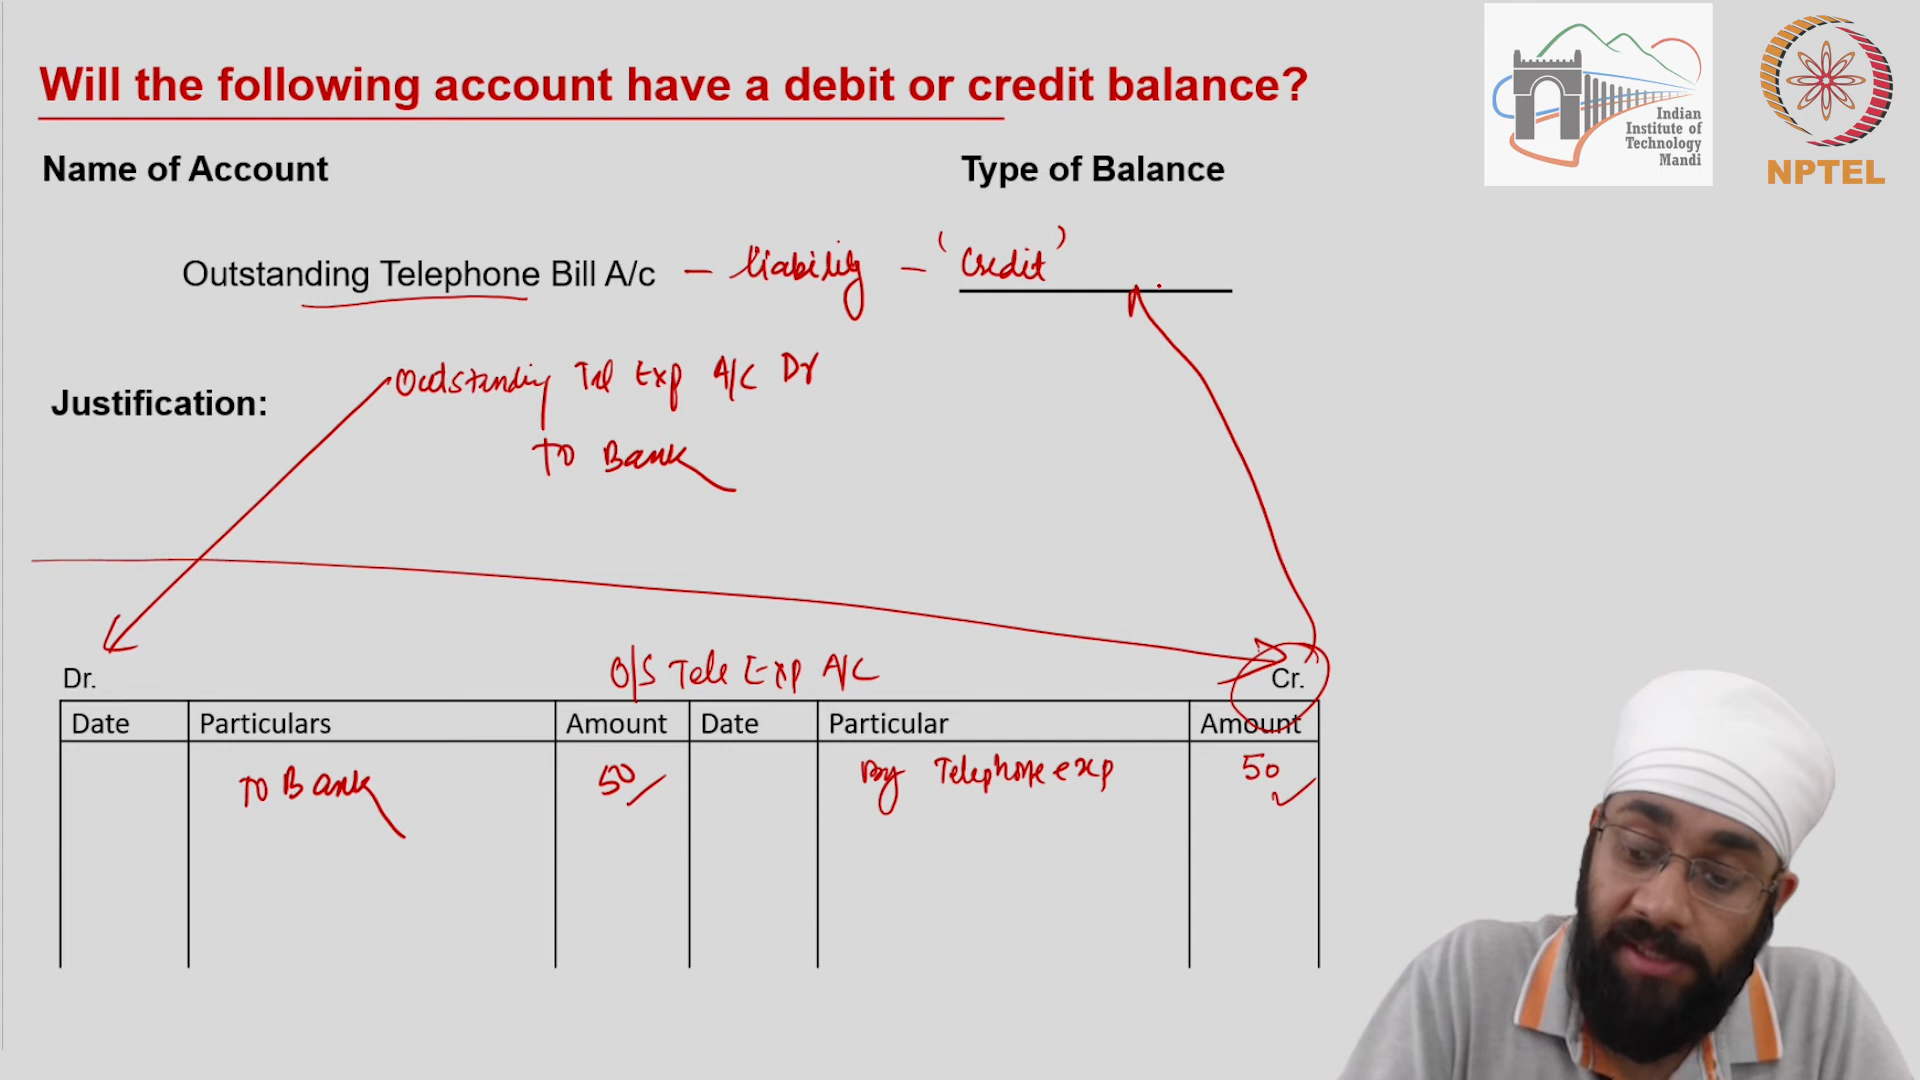 Will the following account have a debit or credit balance?
Indian
Institute of
Technology
Mandi
NPTEL
Name of Account
Type of Balance
Outstanding Telephone Bill A/c – liability – (Credit)
Outstanding Tel Exp A/C Dr
Justification:
To Bank
O/S Tele Exp A/C
Dr.
Cr.
Date Particulars Amount Date Particular Amount
To Bank 50 By Telephone exp 50